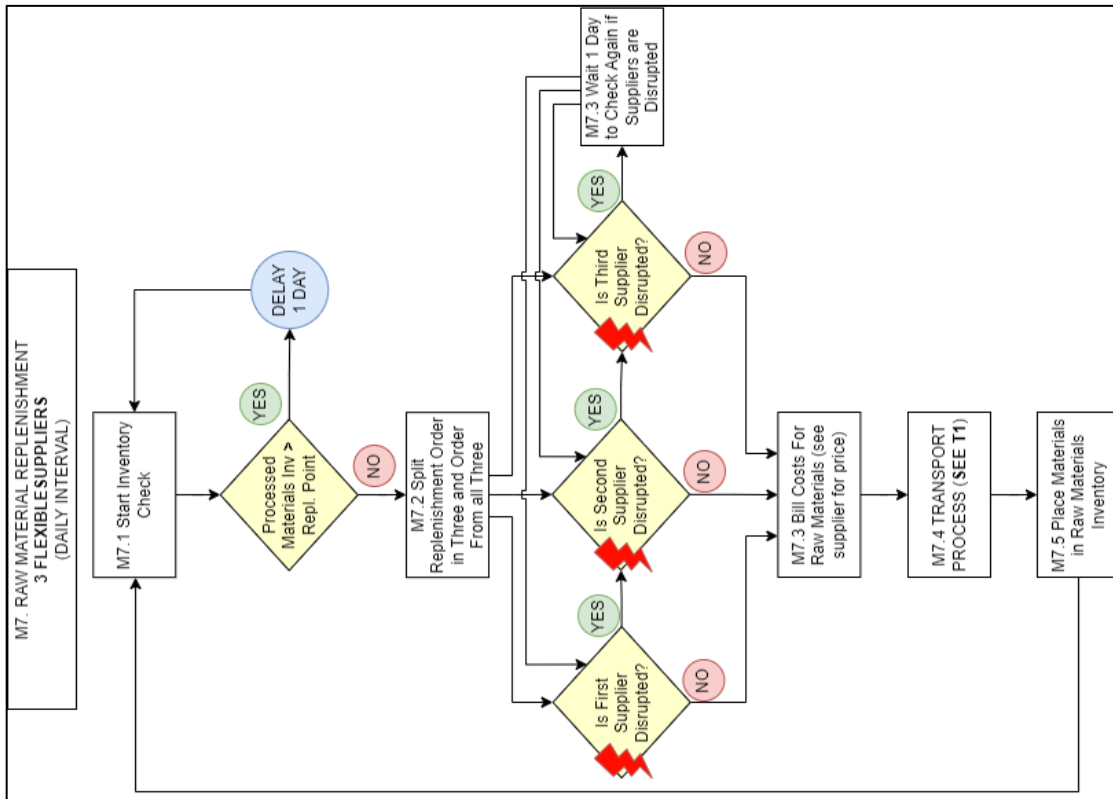 M7. RAW MATERIAL REPLENISHMENT
3 FLEXIBLESUPPLIERS
(DAILY INTERVAL)
M7.1 Start Inventory
Check
DELAY
1 DAY
YES
Processed
Materials Inv >
Repl. Point
NO
M7.2 Split
Replenishment Order
in Three and Order
From all Three
Is First
Supplier
Disrupted?
YES
NO
Is Second
Supplier
Disrupted?
YES
NO
Is Third
Supplier
Disrupted?
YES
NO
M7.3 Wait 1 Day
to Check Again if
Suppliers are
Disrupted
M7.3 Bill Costs For
Raw Materials (see
supplier for price)
M7.4 TRANSPORT
PROCESS (SEE T1)
M7.5 Place Materials
in Raw Materials
Inventory